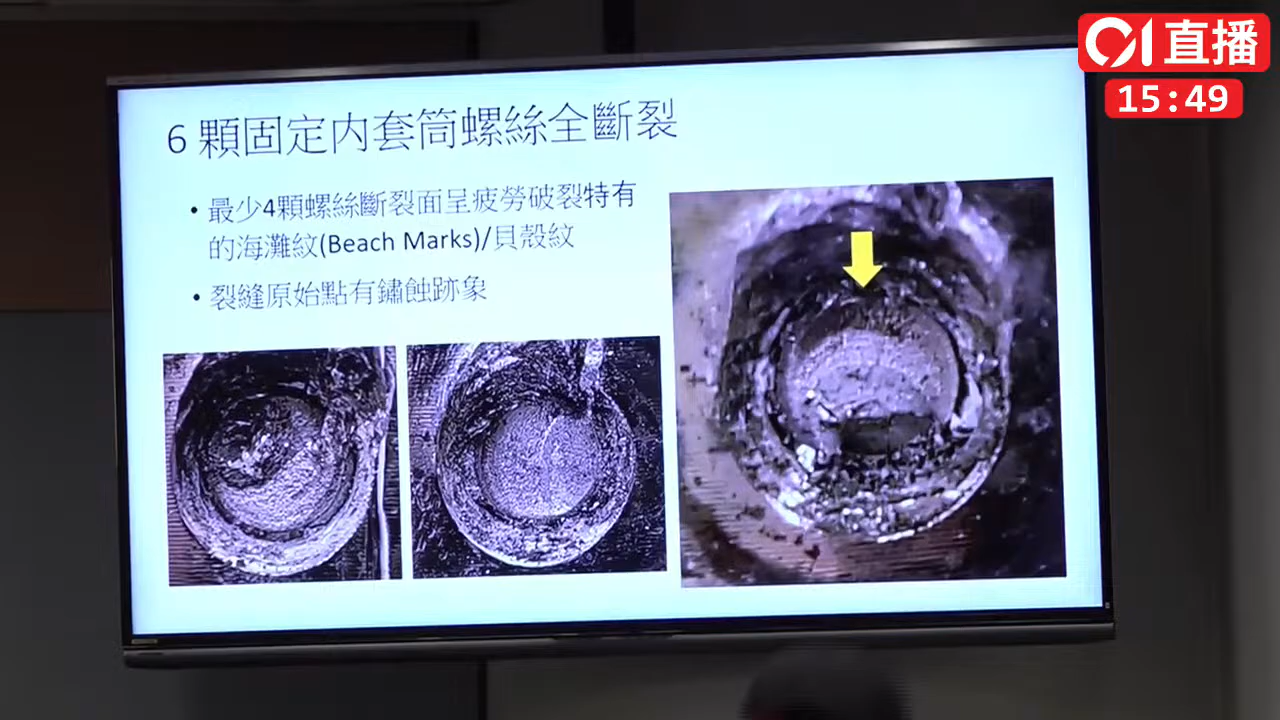 01直播
15:49
6 顆固定内套筒螺絲全斷裂
• 最少4顆螺絲斷裂面呈疲勞破裂特有
的海灘紋(Beach Marks)/貝殼紋
• 裂縫原始點有鏽蝕跡象